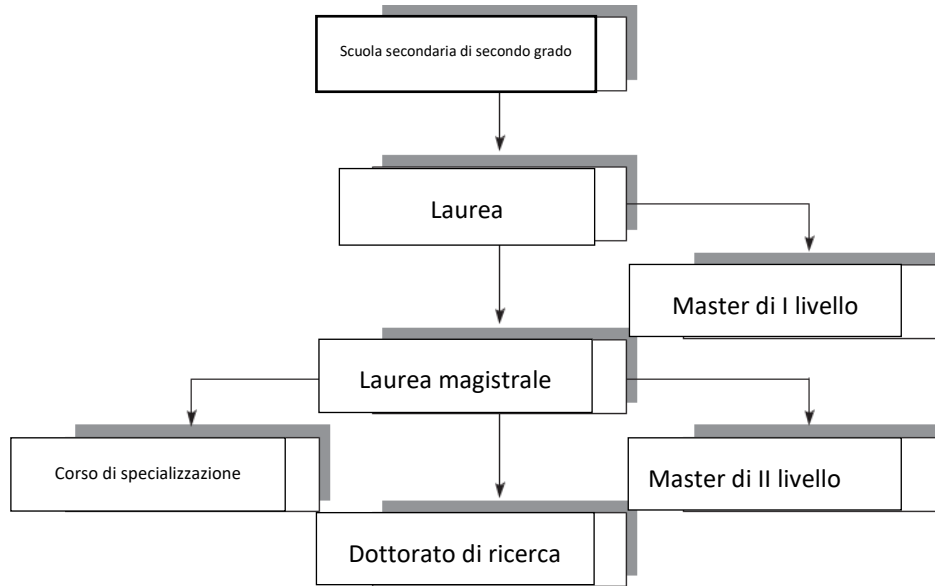 Scuola secondaria di secondo grado
Laurea
Master di I livello
Laurea magistrale
Corso di specializzazione
Master di II livello
Dottorato di ricerca